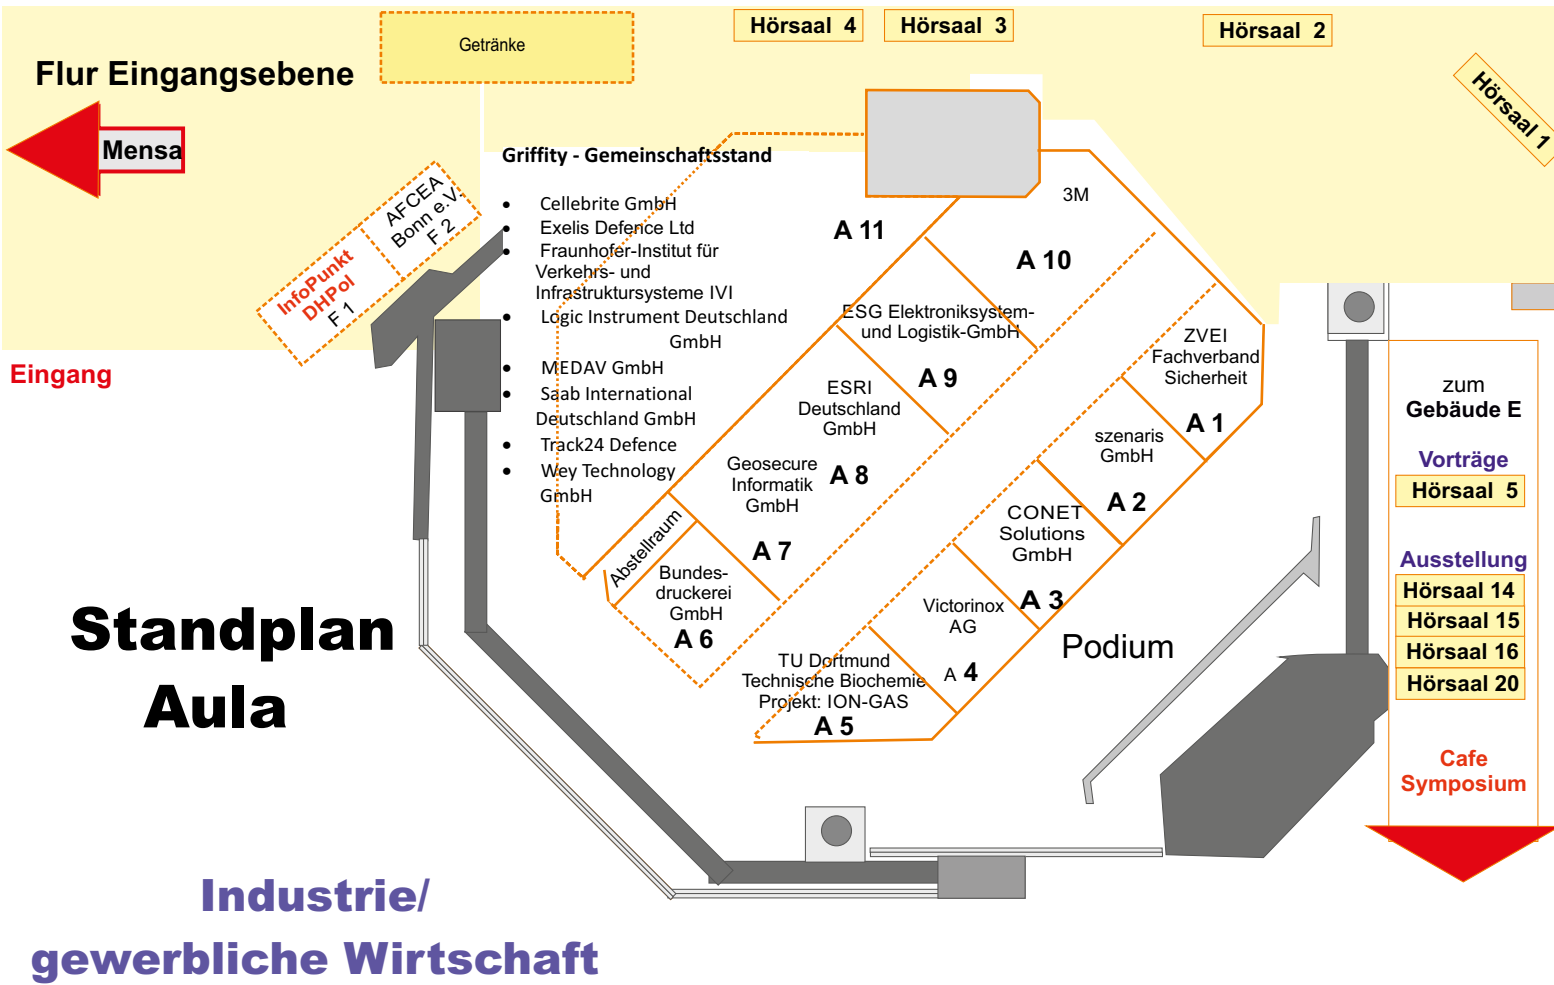 Getränke
Hörsaal 4
Hörsaal 3
Hörsaal 2
Hörsaal 1
Flur Eingangsebene
Mensa
AFCEA
Bonn e.V.
F 2
InfoPunkt
DHPol
F 1
Eingang
Griffity - Gemeinschaftsstand
• Cellebrite GmbH
• Exelis Defence Ltd
• Fraunhofer-Institut für
Verkehrs- und
Infrastruktursysteme IVI
• Logic Instrument Deutschland
GmbH
• MEDAV GmbH
• Saab International
Deutschland GmbH
• Track24 Defence
• Wey Technology
GmbH
A 11
3M
A 10
ESG Elektroniksystem-
und Logistik-GmbH
A 9
ESRI
Deutschland
GmbH
A 8
Geosecure
Informatik
GmbH
A 7
Abstellraum
Bundes-
druckerei
GmbH
A 6
ZVEI
Fachverband
Sicherheit
A 1
szenaris
GmbH
A 2
CONET
Solutions
GmbH
A 3
Victorinox
AG
A 4
TU Dortmund
Technische Biochemie
Projekt: ION-GAS
A 5
Podium
zum
Gebäude E
Vorträge
Hörsaal 5
Ausstellung
Hörsaal 14
Hörsaal 15
Hörsaal 16
Hörsaal 20
Cafe
Symposium
Standplan
Aula
Industrie/
gewerbliche Wirtschaft